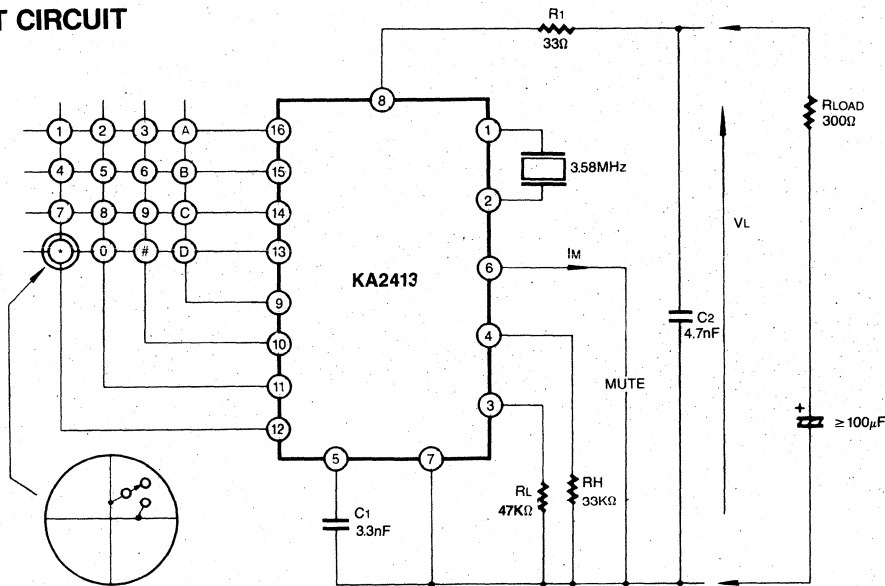 T CIRCUIT
R1
33Ω
8
RLOAD
300Ω
1 2 3 A 16
1
3.58MHz
4 5 6 B 15
2
7 8 9 C 14
VL
* 0 # D 13
IM
6
KA2413
9
C2
4.7nF
10
4
MUTE
11
3
12
+
≥100μF
5 7
RL
47KΩ
RH
33KΩ
C1
3.3nF